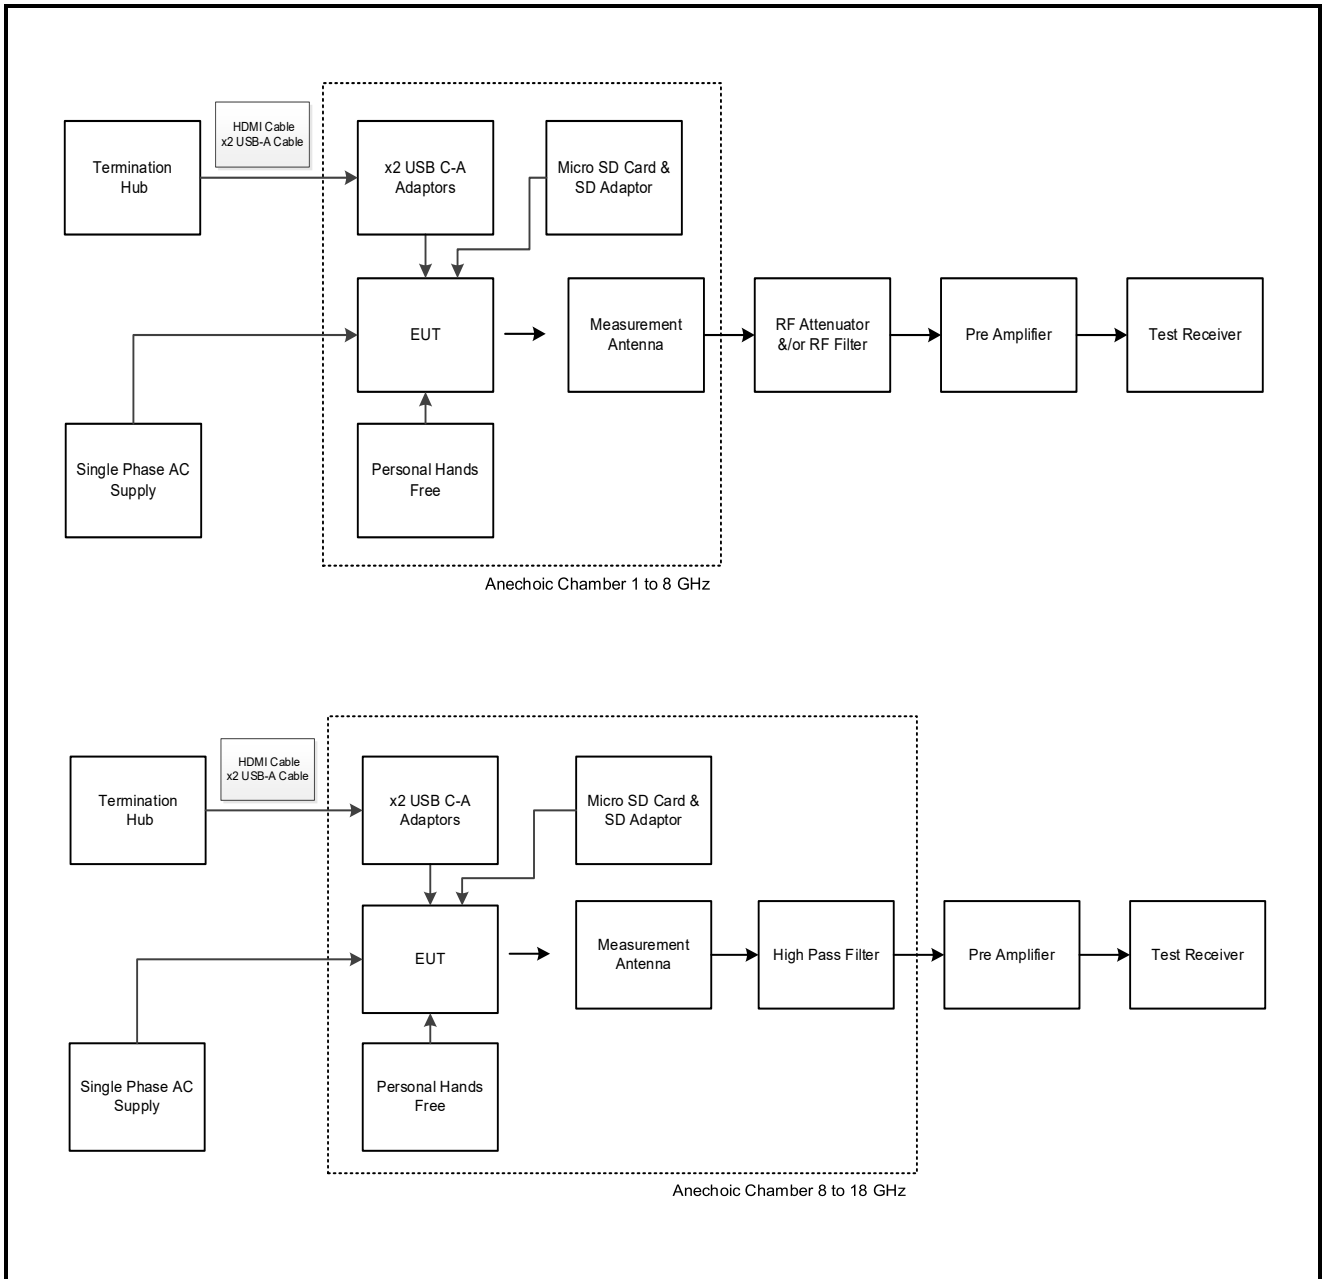 HDMI Cable
x2 USB-A Cable
Termination
Hub
x2 USB C-A
Adaptors
Micro SD Card &
SD Adaptor
EUT
Measurement
Antenna
RF Attenuator
&/or RF Filter
Pre Amplifier
Test Receiver
Single Phase AC
Supply
Personal Hands
Free
Anechoic Chamber 1 to 8 GHz
HDMI Cable
x2 USB-A Cable
Termination
Hub
x2 USB C-A
Adaptors
Micro SD Card &
SD Adaptor
EUT
Measurement
Antenna
High Pass Filter
Pre Amplifier
Test Receiver
Single Phase AC
Supply
Personal Hands
Free
Anechoic Chamber 8 to 18 GHz